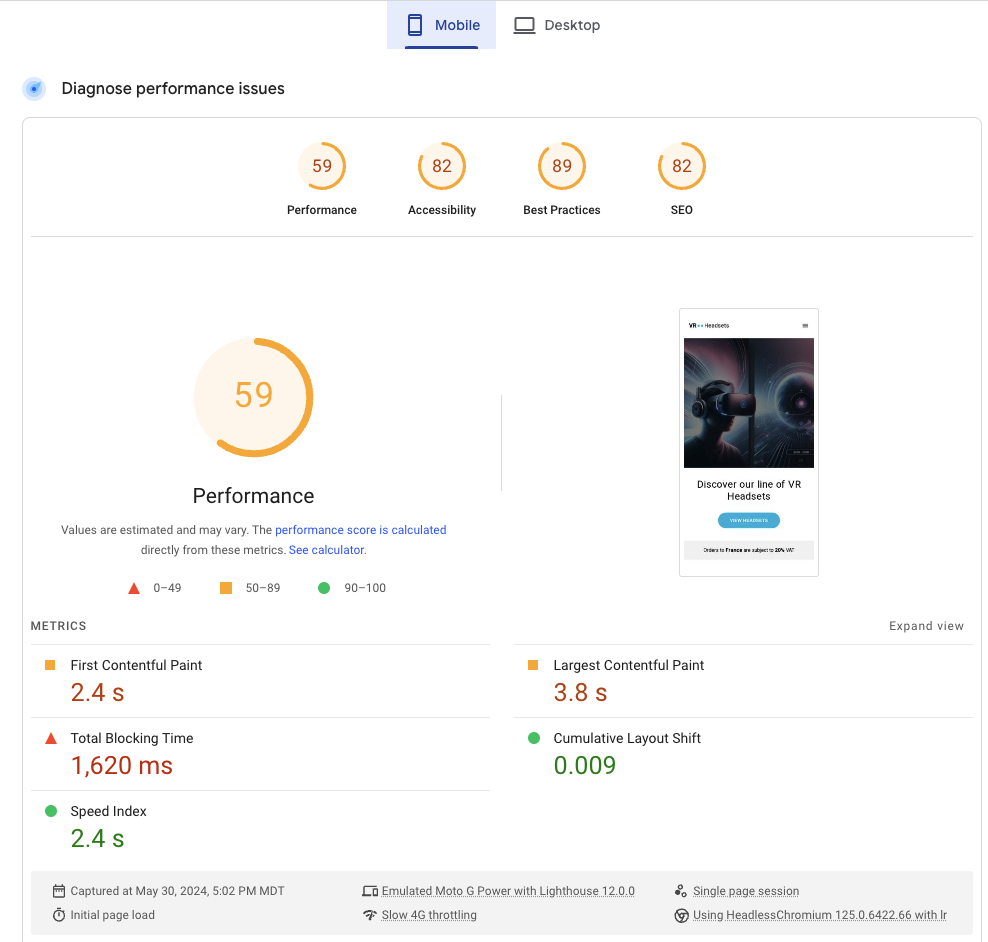 Mobile
Desktop
Diagnose performance issues
59
82
89
82
Performance
Accessibility
Best Practices
SEO
59
Performance
Values are estimated and may vary. The performance score is calculated
directly from these metrics. See calculator.
0–49
50–89
90–100
VR Headsets
Discover our line of VR
Headsets
VIEW HEADSETS
Orders to France are subject to 20% VAT
METRICS
Expand view
First Contentful Paint
2.4 s
Largest Contentful Paint
3.8 s
Total Blocking Time
1,620 ms
Cumulative Layout Shift
0.009
Speed Index
2.4 s
Captured at May 30, 2024, 5:02 PM MDT
Emulated Moto G Power with Lighthouse 12.0.0
Single page session
Initial page load
Slow 4G throttling
Using HeadlessChromium 125.0.6422.66 with lr